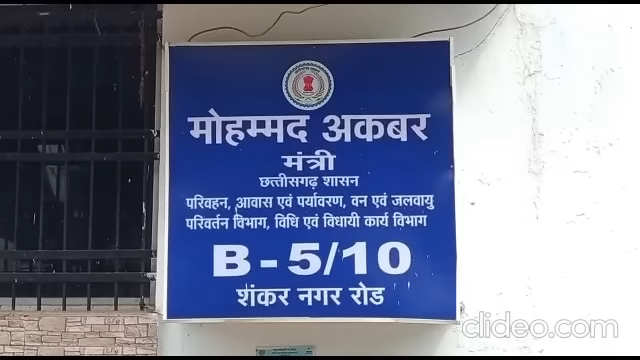 मोहम्मद अकबर
मंत्री
छत्तीसगढ़ शासन
परिवहन, आवास एवं पर्यावरण, वन एवं जलवायु
परिवर्तन विभाग, विधि एवं विधायी कार्य विभाग
B - 5/10
शंकर नगर रोड
clideo.com